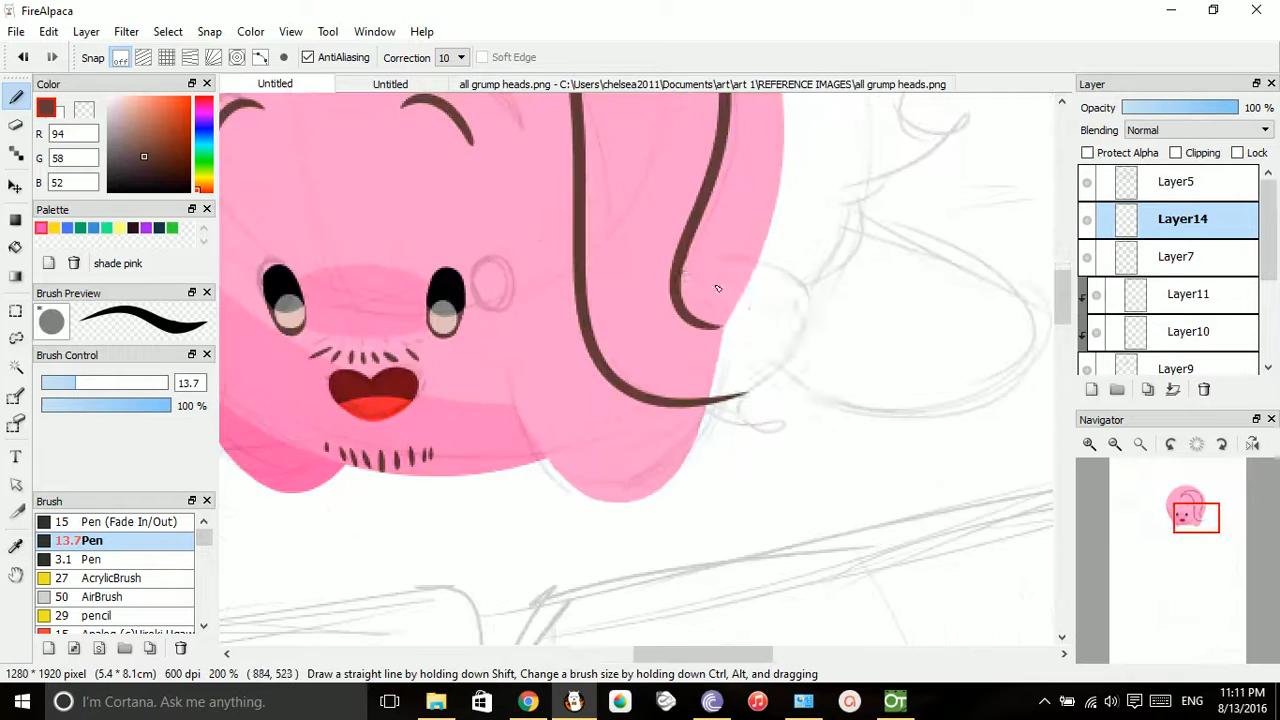 FireAlpaca
File Edit Layer Filter Select Snap Color View Tool Window Help
Snap off AntiAliasing Correction 10 Soft Edge
Color
R 94
G 58
B 52
Palette
shade pink
Brush Preview
Brush Control
13.7
100 %
Brush
15 Pen (Fade In/Out)
13.7 Pen
3.1 Pen
27 AcrylicBrush
50 AirBrush
29 pencil
Untitled Untitled all grump heads.png - C:\Users\chelsea2011\Documents\art\art 1\REFERENCE IMAGES\all grump heads.png
Layer
Opacity 100 %
Blending Normal
Protect Alpha Clipping Lock
Layer5
Layer14
Layer7
Layer11
Layer10
Layer9
Navigator
1280 * 1920 pixel (5.4 * 8.1cm) 600 dpi 200 % ( 884, 523 ) Draw a straight line by holding down Shift, Change a brush size by holding down Ctrl, Alt, and dragging
I'm Cortana. Ask me anything.
ENG
11:11 PM
8/13/2016